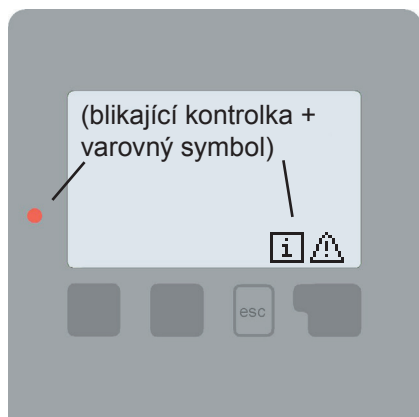 (blikající kontrolka +
varovný symbol)
i
esc